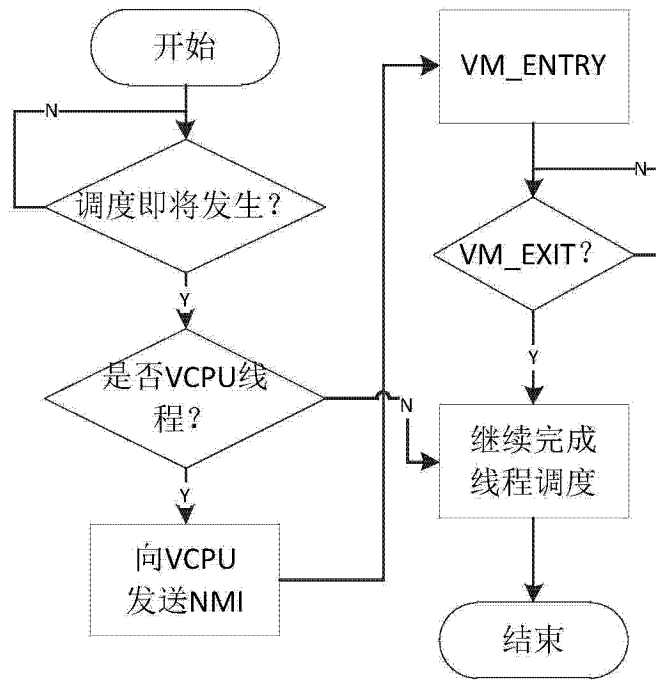 开始
N
调度即将发生？
Y
是否VCPU线
程？
N
Y
向VCPU
发送NMI
VM_ENTRY
N
VM_EXIT？
Y
继续完成
线程调度
结束